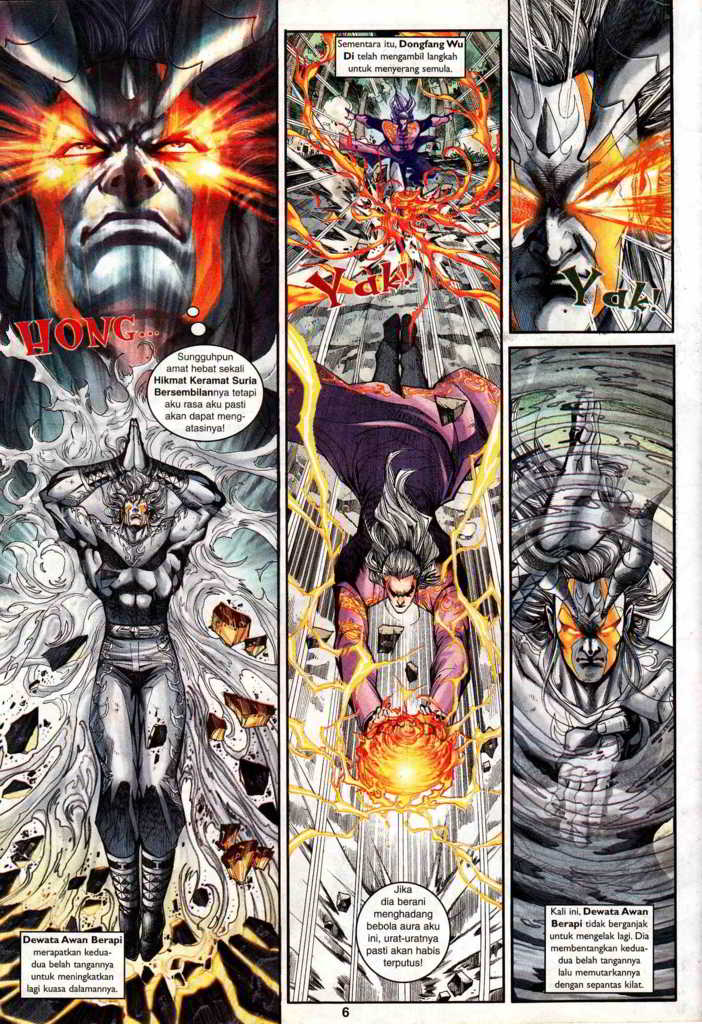 HONG...
Sungguhpun
amat hebat sekali
Hikmat Keramat Suria
Bersembilannya tetapi
aku rasa aku pasti
akan dapat meng-
atasinya!
Dewata Awan Berapi
merapatkan kedua-
dua belah tangannya
untuk meningkatkan
lagi kuasa dalamannya.
Sementara itu, Dongfang Wu
Di telah mengambil langkah
untuk menyerang semula.
Yak!
Jika
dia berani
menghadang
bebola aura aku
ini, urat-uratnya
pasti akan habis
terputus!
Yak!
Kali ini, Dewata Awan
Berapi tidak berganjak
untuk mengelak lagi. Dia
membentangkan kedua-
dua belah tangannya
lalu memutarkannya
dengan sepantas kilat.
6